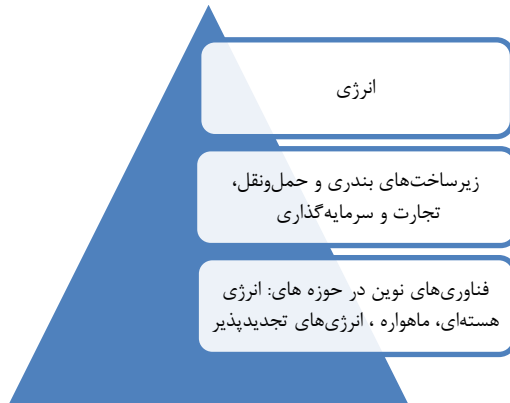 انرژی
زیرساخت‌های بندری و حمل‌ونقل،
تجارت و سرمایه‌گذاری
فناوری‌های نوین در حوزه های: انرژی
هسته‌ای، ماهواره ، انرژی‌های تجدیدپذیر